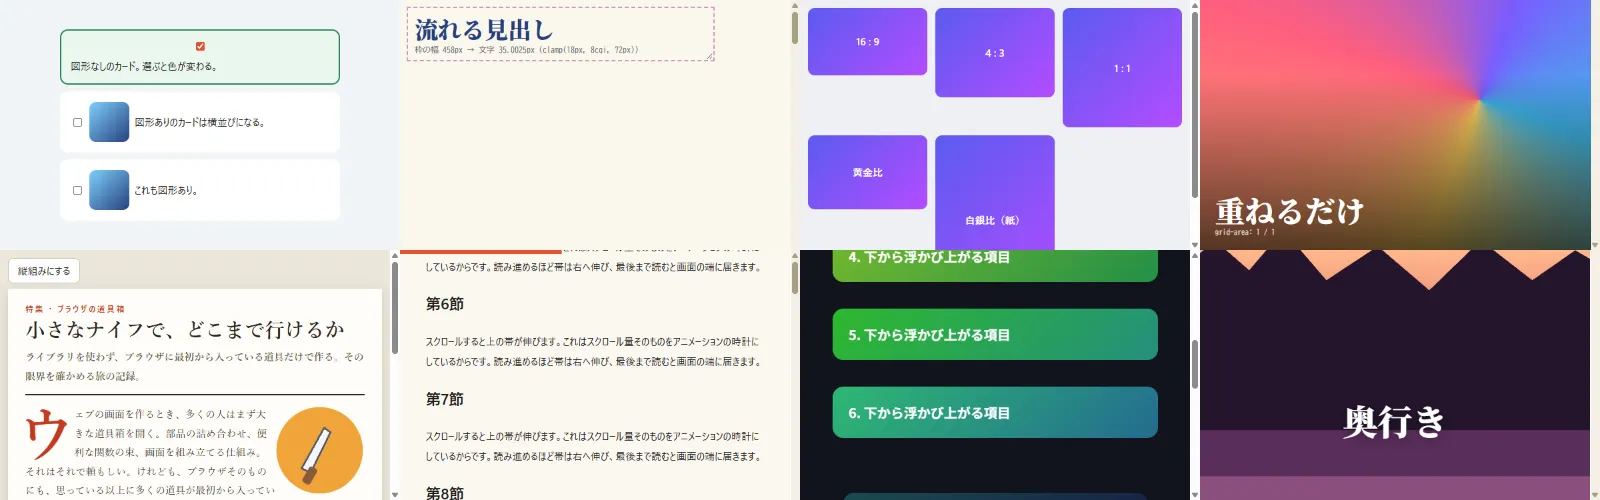 図形なしのカード。選ぶと色が変わる。
図形ありのカードは横並びになる。
これも図形あり。
流れる見出し
枠の幅 458px → 文字 35.0025px (clamp(18px, 8cqi, 72px))
16 : 9
4 : 3
1 : 1
黄金比
白銀比（紙）
重ねるだけ
grid-area: 1 / 1
縦組みにする
特集・ブラウザの道具箱
小さなナイフで、どこまで行けるか
ライブラリを使わず、ブラウザに最初から入っている道具だけで作る。その
限界を確かめる旅の記録。
ウェブの画面を作るとき、多くの人はまず大
きな道具箱を開く。部品の詰め合わせ、便
利な関数の束、画面を組み立てる仕組み。
それはそれで頼もしい。けれども、ブラウザそのもの
にも、思っている以上に多くの道具が最初から入ってい
しているからです。読み進めるほど帯は右へ伸び、最後まで読むと画面の端に届きます。
第6節
スクロールすると上の帯が伸びます。これはスクロール量そのものをアニメーションの時計に
しているからです。読み進めるほど帯は右へ伸び、最後まで読むと画面の端に届きます。
第7節
スクロールすると上の帯が伸びます。これはスクロール量そのものをアニメーションの時計に
しているからです。読み進めるほど帯は右へ伸び、最後まで読むと画面の端に届きます。
第8節
4. 下から浮かび上がる項目
5. 下から浮かび上がる項目
6. 下から浮かび上がる項目
奥行き